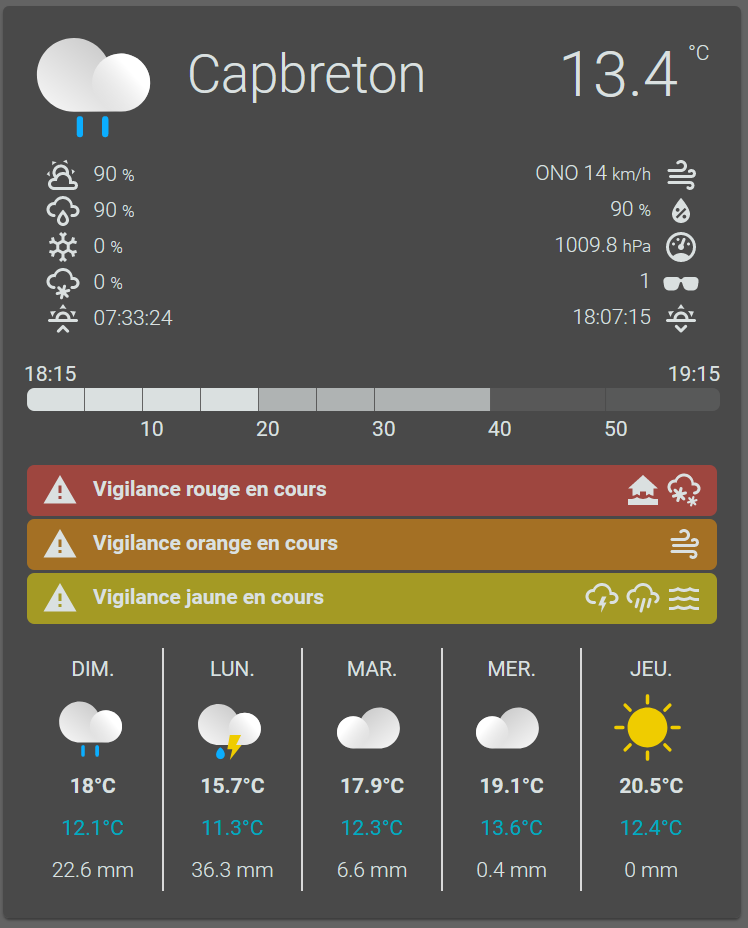 Capbreton 13.4 °C
90 % ONO 14 km/h
90 % 90 %
0 % 1009.8 hPa
0 % 1
07:33:24 18:07:15
18:15 19:15
10 20 30 40 50
Vigilance rouge en cours
Vigilance orange en cours
Vigilance jaune en cours
DIM. LUN. MAR. MER. JEU.
18°C 15.7°C 17.9°C 19.1°C 20.5°C
12.1°C 11.3°C 12.3°C 13.6°C 12.4°C
22.6 mm 36.3 mm 6.6 mm 0.4 mm 0 mm